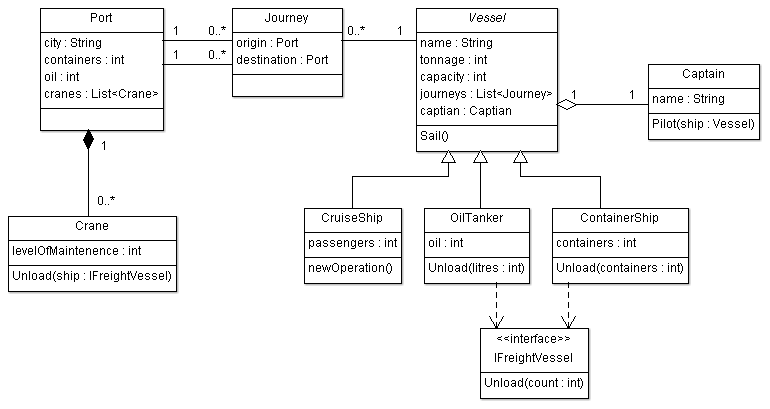 Port
city : String
containers : int
oil : int
cranes : List<Crane>
1
0..*
1
0..*
Journey
origin : Port
destination : Port
0..*
1
Vessel
name : String
tonnage : int
capacity : int
journeys : List<Journey>
captian : Captian
Sail()
1
1
Captain
name : String
Pilot(ship : Vessel)
1
0..*
Crane
levelOfMaintenence : int
Unload(ship : IFreightVessel)
CruiseShip
passengers : int
newOperation()
OilTanker
oil : int
Unload(litres : int)
ContainerShip
containers : int
Unload(containers : int)
<<interface>>
IFreightVessel
Unload(count : int)